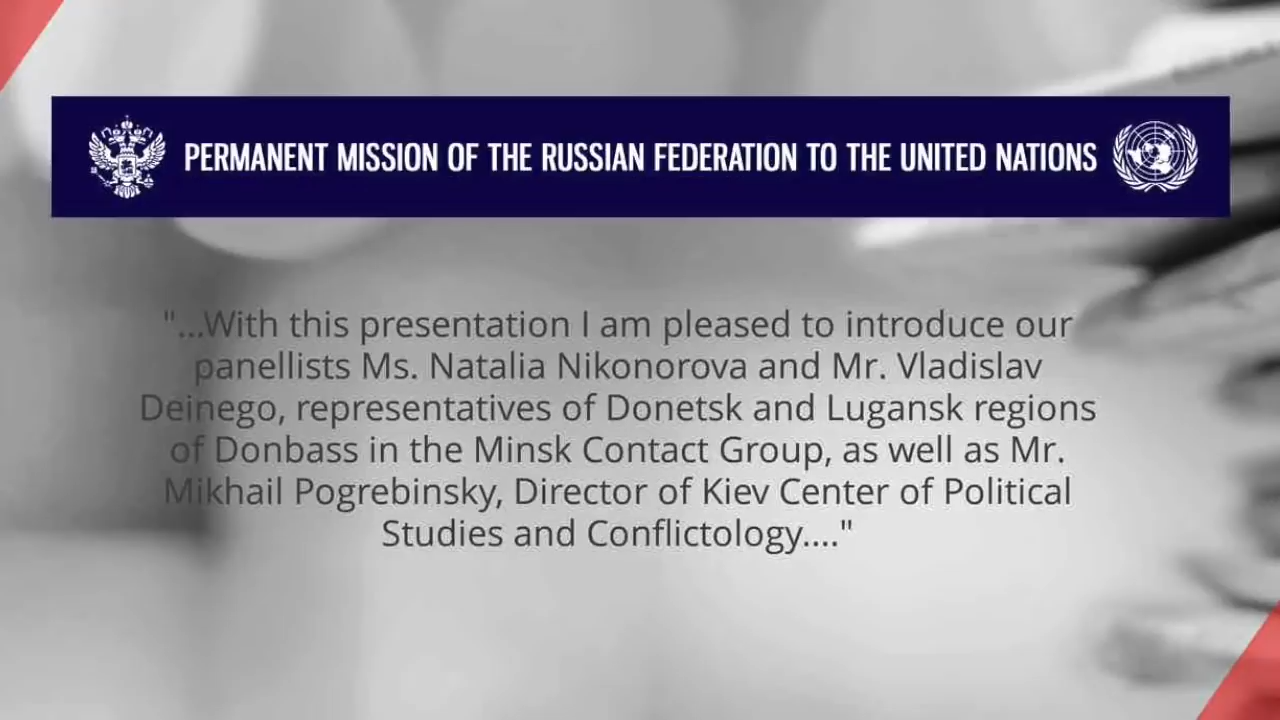 PERMANENT MISSION OF THE RUSSIAN FEDERATION TO THE UNITED NATIONS
"...With this presentation I am pleased to introduce our
panellists Ms. Natalia Nikonorova and Mr. Vladislav
Deinego, representatives of Donetsk and Lugansk regions
of Donbass in the Minsk Contact Group, as well as Mr.
Mikhail Pogrebinsky, Director of Kiev Center of Political
Studies and Conflictology...."